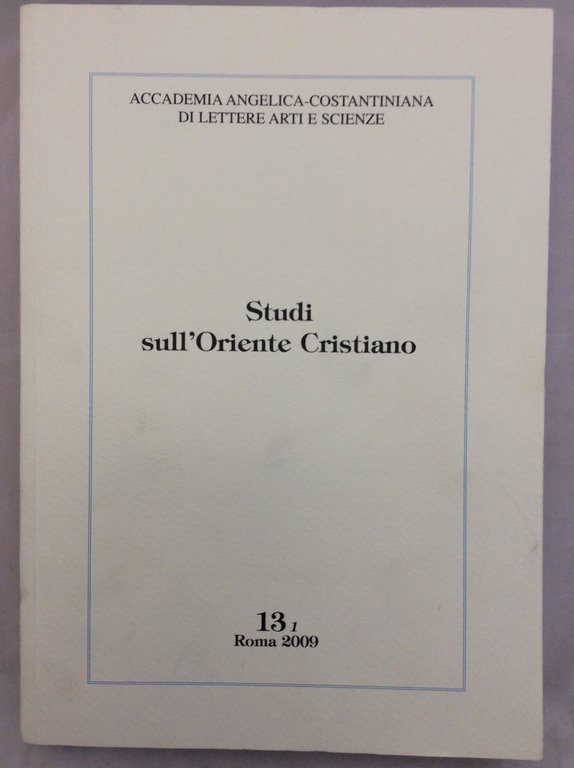 ACCADEMIA ANGELICA-COSTANTINIANA
DI LETTERE ARTI E SCIENZE
Studi
sull'Oriente Cristiano
13 1
Roma 2009